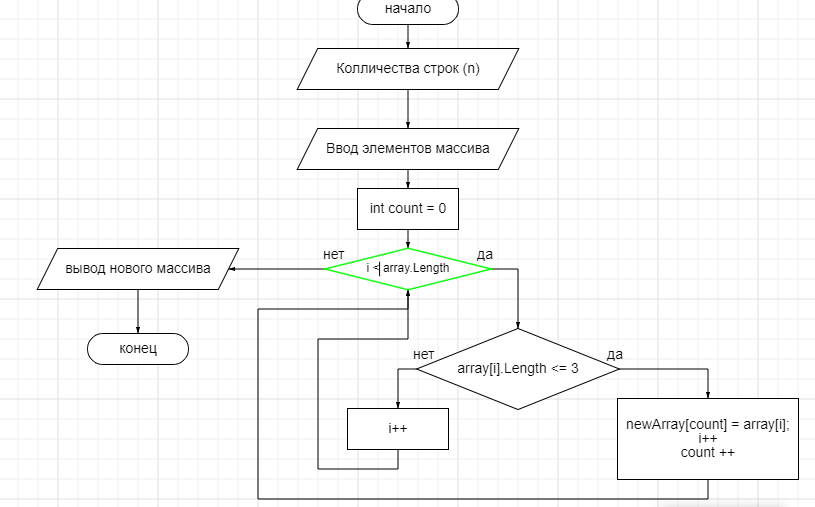 начало
Колличества строк (n)
Ввод элементов массива
int count = 0
нет
да
i < array.Length
вывод нового массива
конец
нет
да
array[i].Length <= 3
i++
newArray[count] = array[i];
i++
count ++